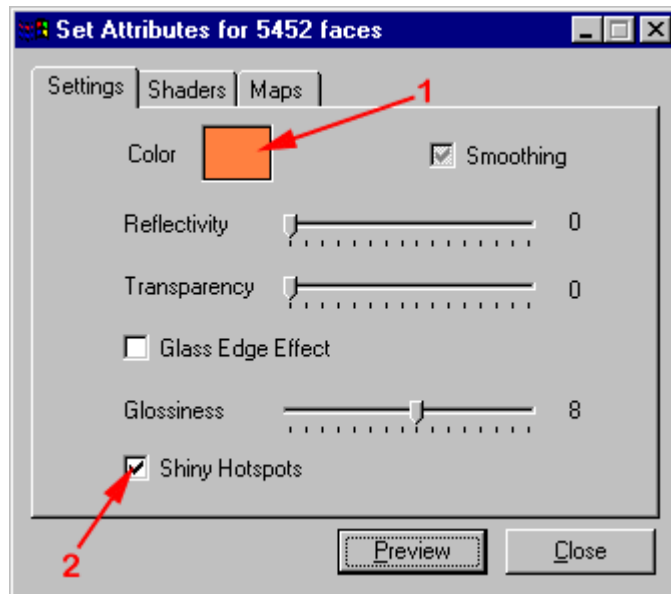 Set Attributes for 5452 faces
Settings Shaders Maps
1
Color Smoothing
Reflectivity 0
Transparency 0
Glass Edge Effect
Glossiness 8
Shiny Hotspots
2
Preview Close